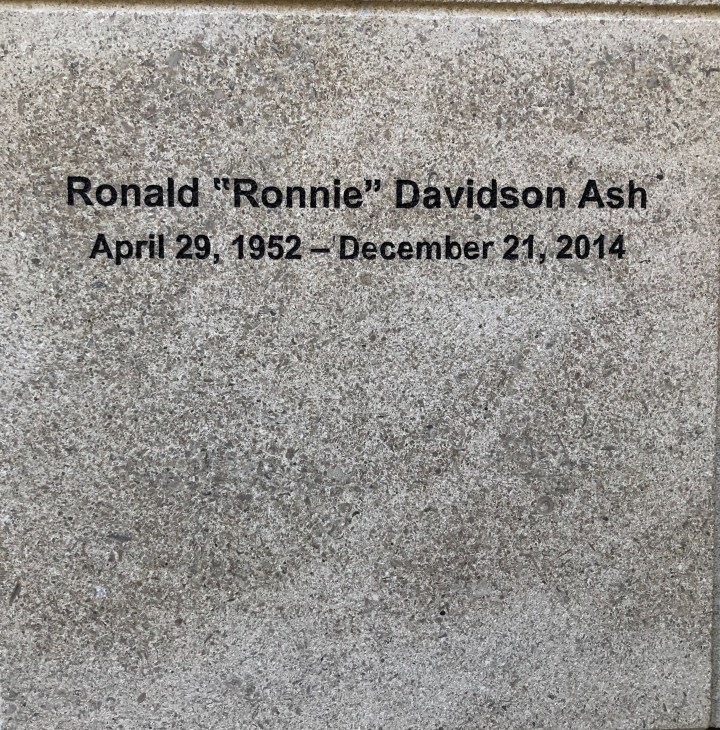 Ronald "Ronnie" Davidson Ash
April 29, 1952 – December 21, 2014